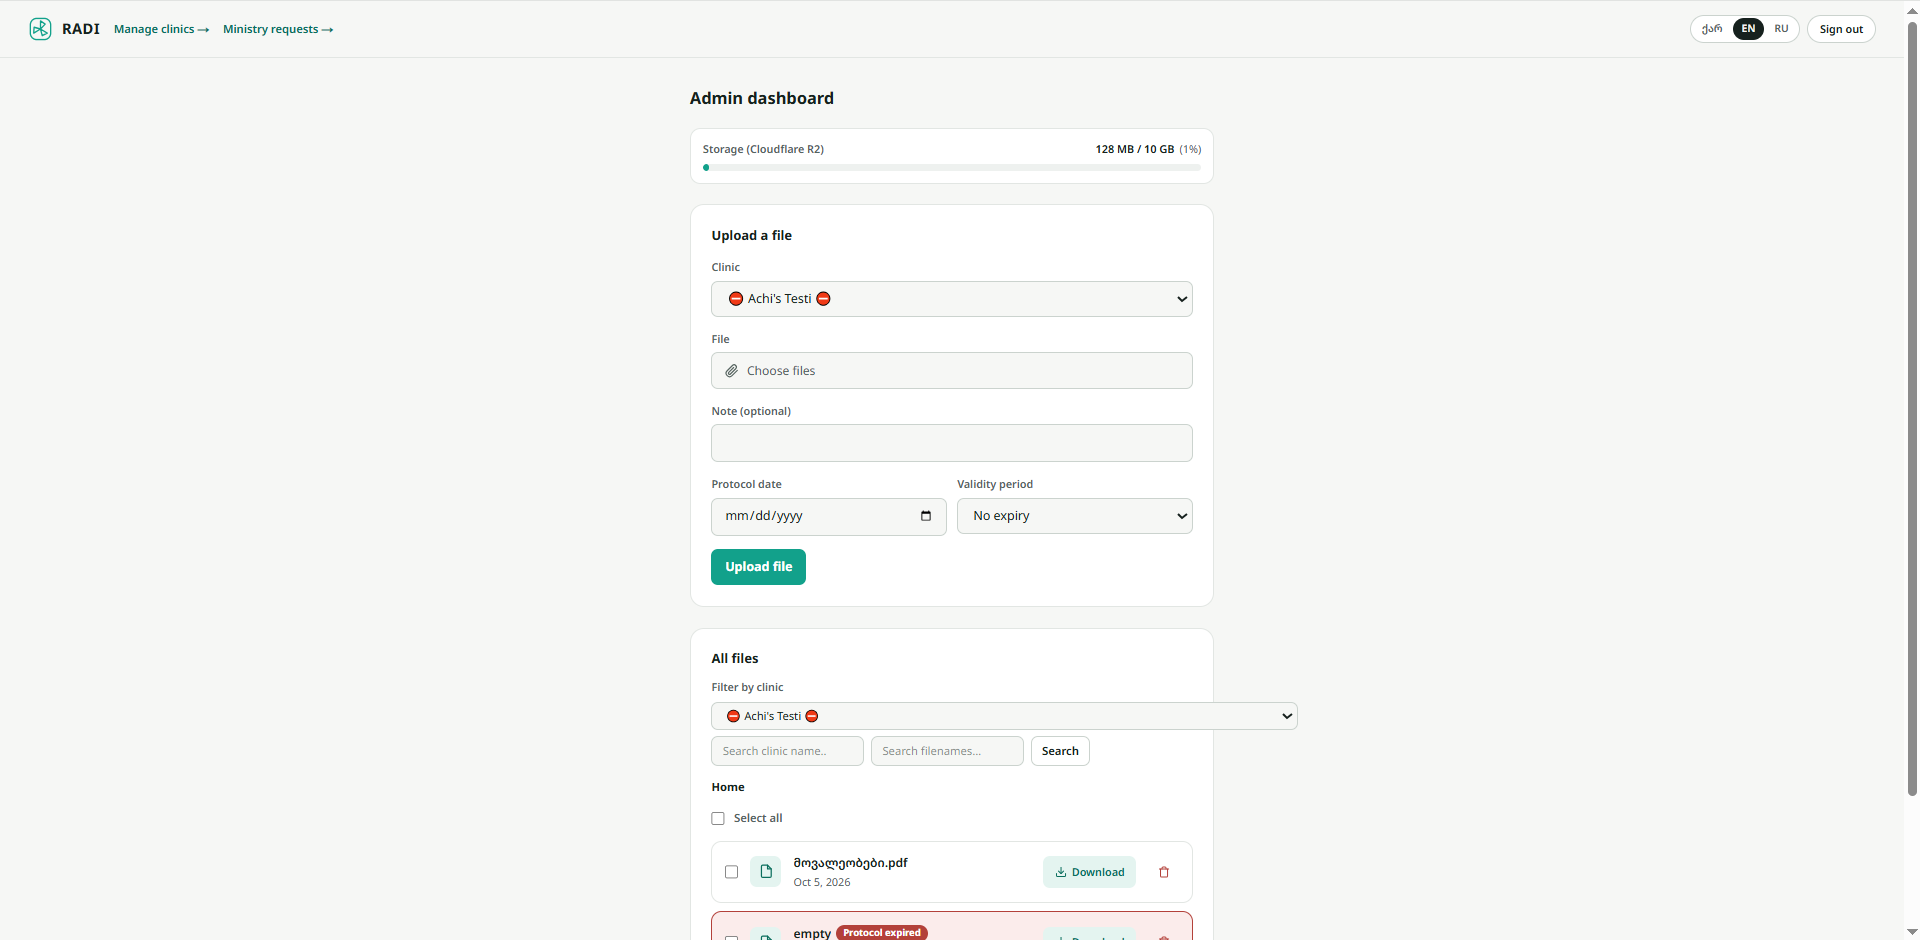 RADI Manage clinics → Ministry requests → ქარ EN RU Sign out
Admin dashboard
Storage (Cloudflare R2) 128 MB / 10 GB (1%)
Upload a file
Clinic
Achi's Testi
File
Choose files
Note (optional)
Protocol date Validity period
mm/dd/yyyy No expiry
Upload file
All files
Filter by clinic
Achi's Testi
Search clinic name.. Search filenames... Search
Home
Select all
მოვალეობები.pdf
Oct 5, 2026
Download
empty Protocol expired
Download